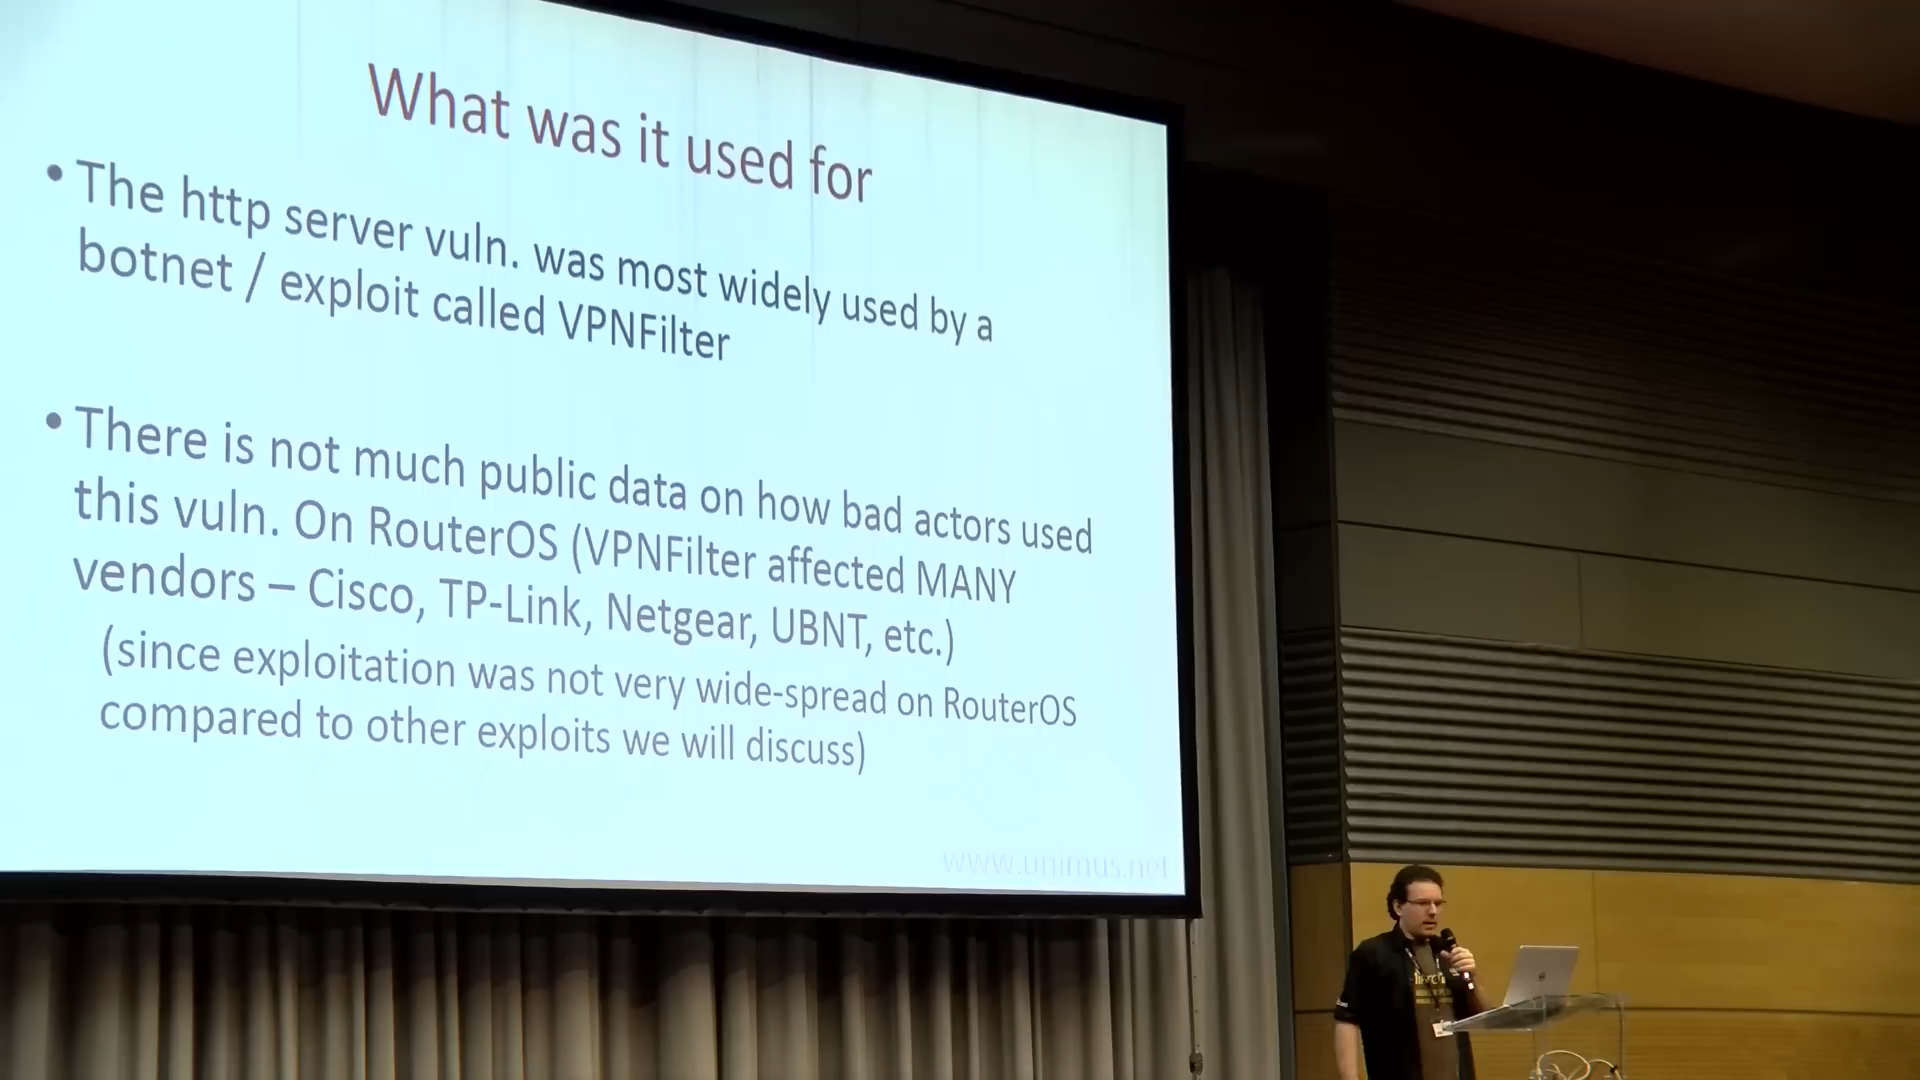 What was it used for
• The http server vuln. was most widely used by a
botnet / exploit called VPNFilter
• There is not much public data on how bad actors used
this vuln. On RouterOS (VPNFilter affected MANY
vendors – Cisco, TP-Link, Netgear, UBNT, etc.)
(since exploitation was not very wide-spread on RouterOS
compared to other exploits we will discuss)
www.unimus.net